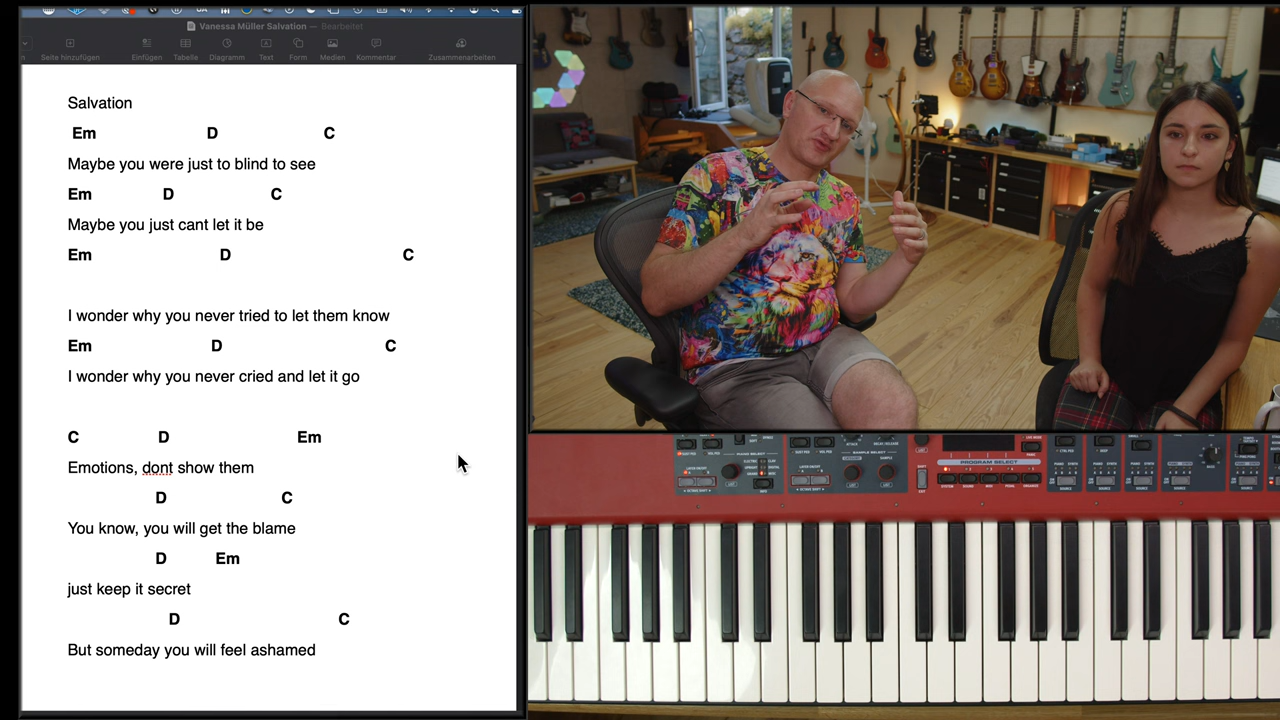 Vanessa Müller Salvation — Bearbeitet
Seite hinzufügen Einfügen Tabelle Diagramm Text Form Medien Kommentar Zusammenarbeiten
Salvation
Em D C
Maybe you were just to blind to see
Em D C
Maybe you just cant let it be
Em D C
I wonder why you never tried to let them know
Em D C
I wonder why you never cried and let it go
C D Em
Emotions, dont show them
D C
You know, you will get the blame
D Em
just keep it secret
D C
But someday you will feel ashamed
PROGRAM SELECT